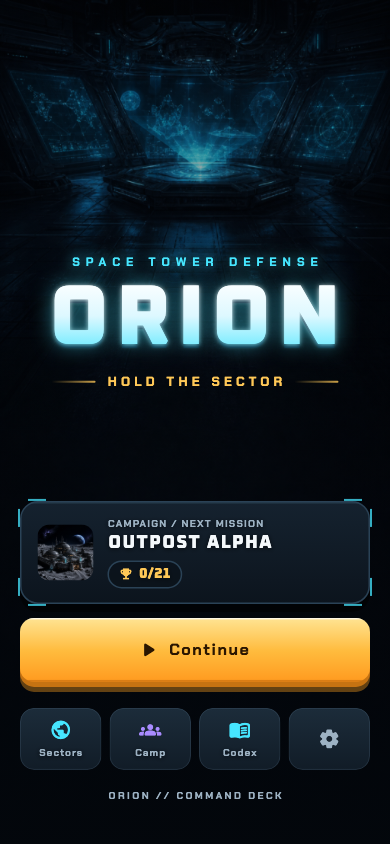 SPACE TOWER DEFENSE
ORION
HOLD THE SECTOR
CAMPAIGN / NEXT MISSION
OUTPOST ALPHA
0/21
Continue
Sectors
Camp
Codex
ORION // COMMAND DECK